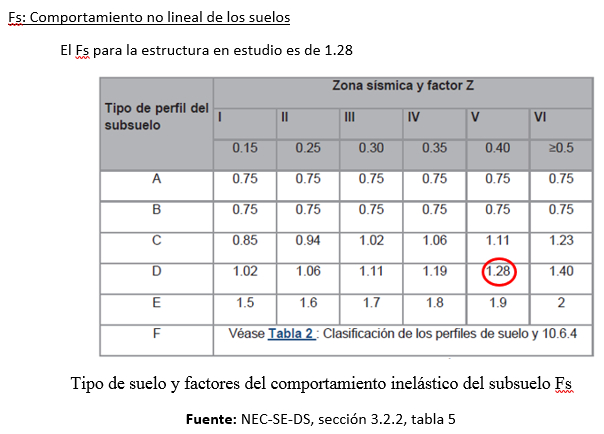 Fs: Comportamiento no lineal de los suelos
El Fs para la estructura en estudio es de 1.28
Tipo de perfil del subsuelo Zona sísmica y factor Z
I II III IV V VI
0.15 0.25 0.30 0.35 0.40 ≥0.5
A 0.75 0.75 0.75 0.75 0.75 0.75
B 0.75 0.75 0.75 0.75 0.75 0.75
C 0.85 0.94 1.02 1.06 1.11 1.23
D 1.02 1.06 1.11 1.19 1.28 1.40
E 1.5 1.6 1.7 1.8 1.9 2
F Véase Tabla 2 : Clasificación de los perfiles de suelo y 10.6.4
Tipo de suelo y factores del comportamiento inelástico del subsuelo Fs
Fuente: NEC-SE-DS, sección 3.2.2, tabla 5